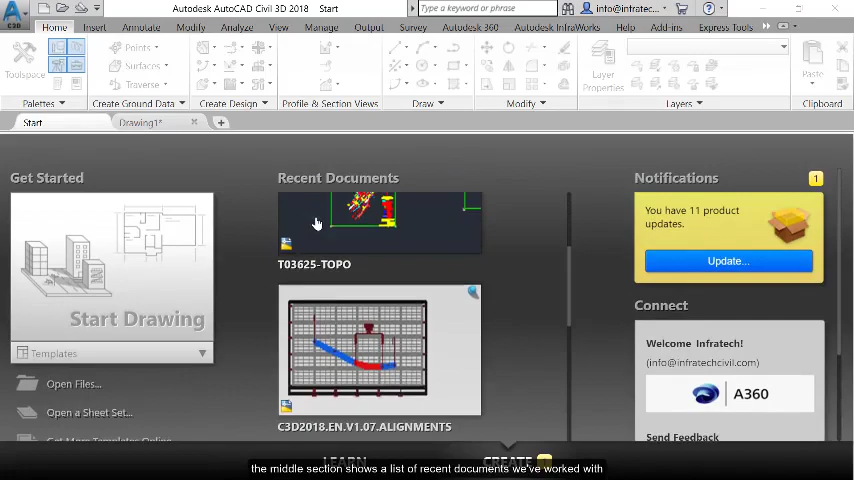 Autodesk AutoCAD Civil 3D 2018 Start
Type a keyword or phrase
info@infratec...
C3D
Home Insert Annotate Modify Analyze View Manage Output Autodesk 360 Autodesk InfraWorks Help Add-ins Express Tools
Toolspace
Points
Surfaces
Traverse
Layer
Properties
Paste
Palettes
Create Ground Data
Create Design
Profile & Section Views
Draw
Modify
Layers
Clipboard
Start
Drawing1*
Get Started
Start Drawing
Templates
Open Files...
Open a Sheet Set...
Get More Templates Online
Recent Documents
T03625-TOPO
C3D2018.EN.V1.07.ALIGNMENTS
Notifications
1
You have 11 product
updates.
Update...
Connect
Welcome Infratech!
(info@infratechcivil.com)
A360
Send Feedback
LEARN
CREATE
the middle section shows a list of recent documents we've worked with